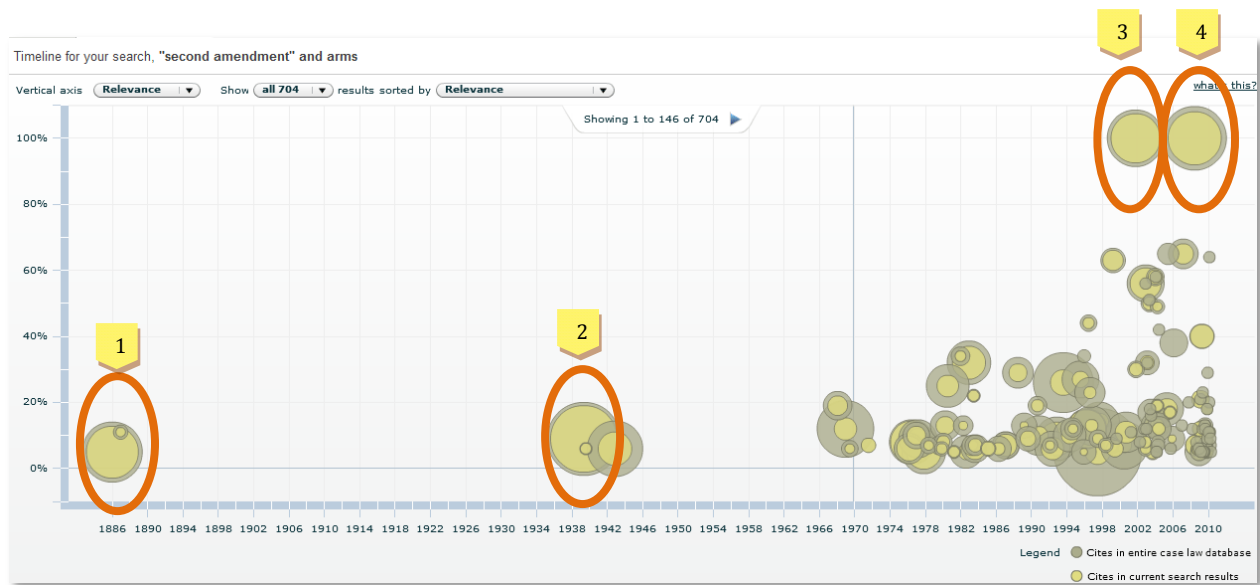 3 4
Timeline for your search, "second amendment" and arms
Vertical axis Relevance Show all 704 results sorted by Relevance what's this?
Showing 1 to 146 of 704
100%
80%
60%
40%
1 2
20%
0%
1886 1890 1894 1898 1902 1906 1910 1914 1918 1922 1926 1930 1934 1938 1942 1946 1950 1954 1958 1962 1966 1970 1974 1978 1982 1986 1990 1994 1998 2002 2006 2010
Legend Cites in entire case law database
Cites in current search results